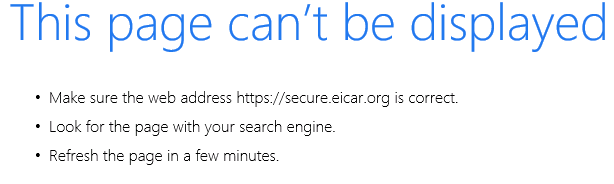 This page can't be displayed
• Make sure the web address https://secure.eicar.org is correct.
• Look for the page with your search engine.
• Refresh the page in a few minutes.